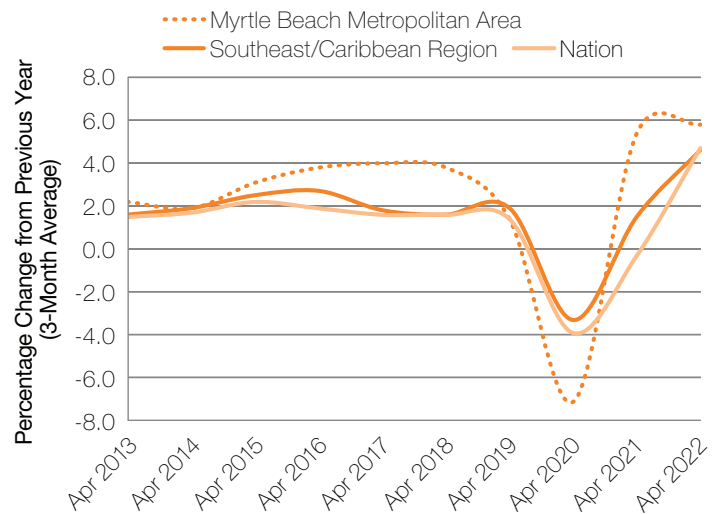 Myrtle Beach Metropolitan Area
Southeast/Caribbean Region Nation
Percentage Change from Previous Year
(3-Month Average)
8.0
6.0
4.0
2.0
0.0
-2.0
-4.0
-6.0
-8.0
Apr 2013
Apr 2014
Apr 2015
Apr 2016
Apr 2017
Apr 2018
Apr 2019
Apr 2020
Apr 2021
Apr 2022